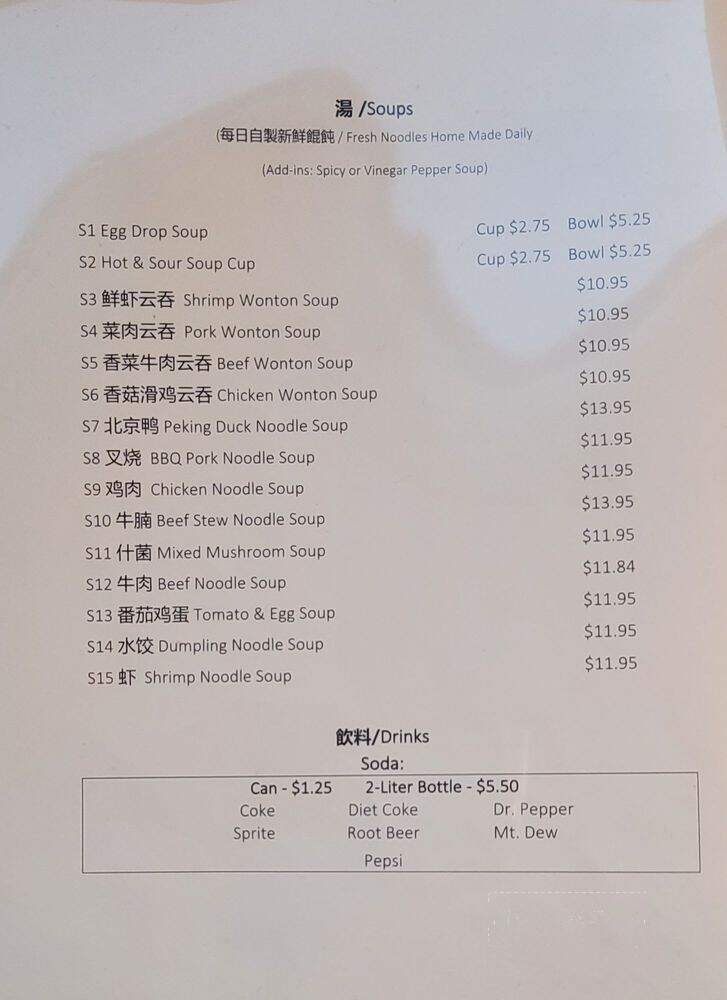 湯 /Soups
(每日自製新鮮餛飩 / Fresh Noodles Home Made Daily
(Add-ins: Spicy or Vinegar Pepper Soup)
S1 Egg Drop Soup Cup $2.75 Bowl $5.25
S2 Hot & Sour Soup Cup Cup $2.75 Bowl $5.25
S3 鲜虾云吞 Shrimp Wonton Soup $10.95
S4 菜肉云吞 Pork Wonton Soup $10.95
S5 香菜牛肉云吞 Beef Wonton Soup $10.95
S6 香菇滑鸡云吞 Chicken Wonton Soup $10.95
S7 北京鸭 Peking Duck Noodle Soup $13.95
S8 叉烧 BBQ Pork Noodle Soup $11.95
S9 鸡肉 Chicken Noodle Soup $11.95
S10 牛腩 Beef Stew Noodle Soup $13.95
S11 什菌 Mixed Mushroom Soup $11.95
S12 牛肉 Beef Noodle Soup $11.84
S13 番茄鸡蛋 Tomato & Egg Soup $11.95
S14 水饺 Dumpling Noodle Soup $11.95
S15 虾 Shrimp Noodle Soup $11.95
飲料/Drinks
Soda:
Can - $1.25 2-Liter Bottle - $5.50
Coke Diet Coke Dr. Pepper
Sprite Root Beer Mt. Dew
Pepsi